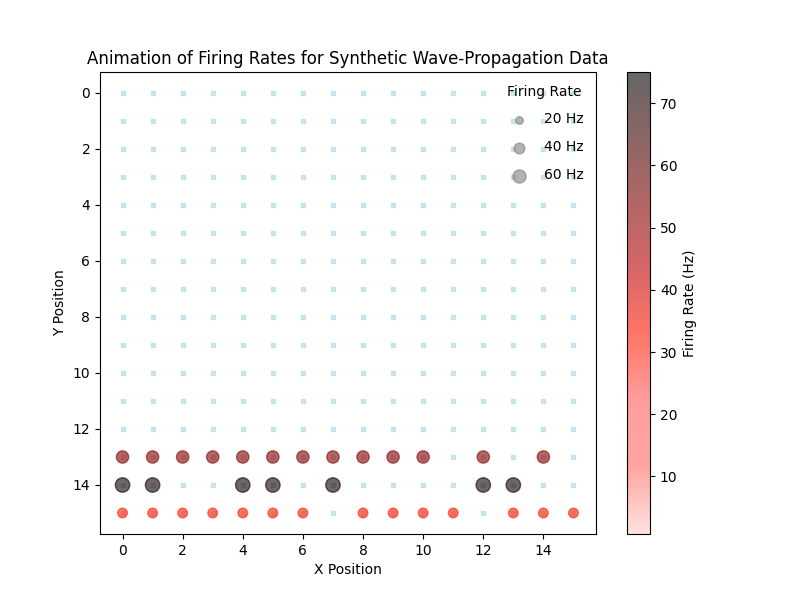 Animation of Firing Rates for Synthetic Wave-Propagation Data
Firing Rate
20 Hz
40 Hz
60 Hz
0
2
4
6
8
10
12
14
Y Position
0
2
4
6
8
10
12
14
X Position
70
60
50
40
30
20
10
Firing Rate (Hz)